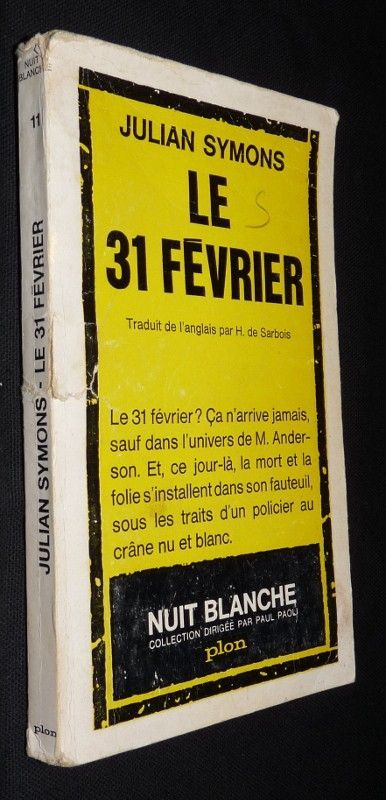 NUIT
BLANCHE
11
JULIAN SYMONS - LE 31 FÉVRIER
plon
JULIAN SYMONS
LE
S
31 FÉVRIER
Traduit de l'anglais par H. de Sarbois
Le 31 février? Ça n'arrive jamais,
sauf dans l'univers de M. Ander-
son. Et, ce jour-là, la mort et la
folie s'installent dans son fauteuil,
sous les traits d'un policier au
crâne nu et blanc.
NUIT BLANCHE
COLLECTION DIRIGÉE PAR PAUL PAOLI
plon